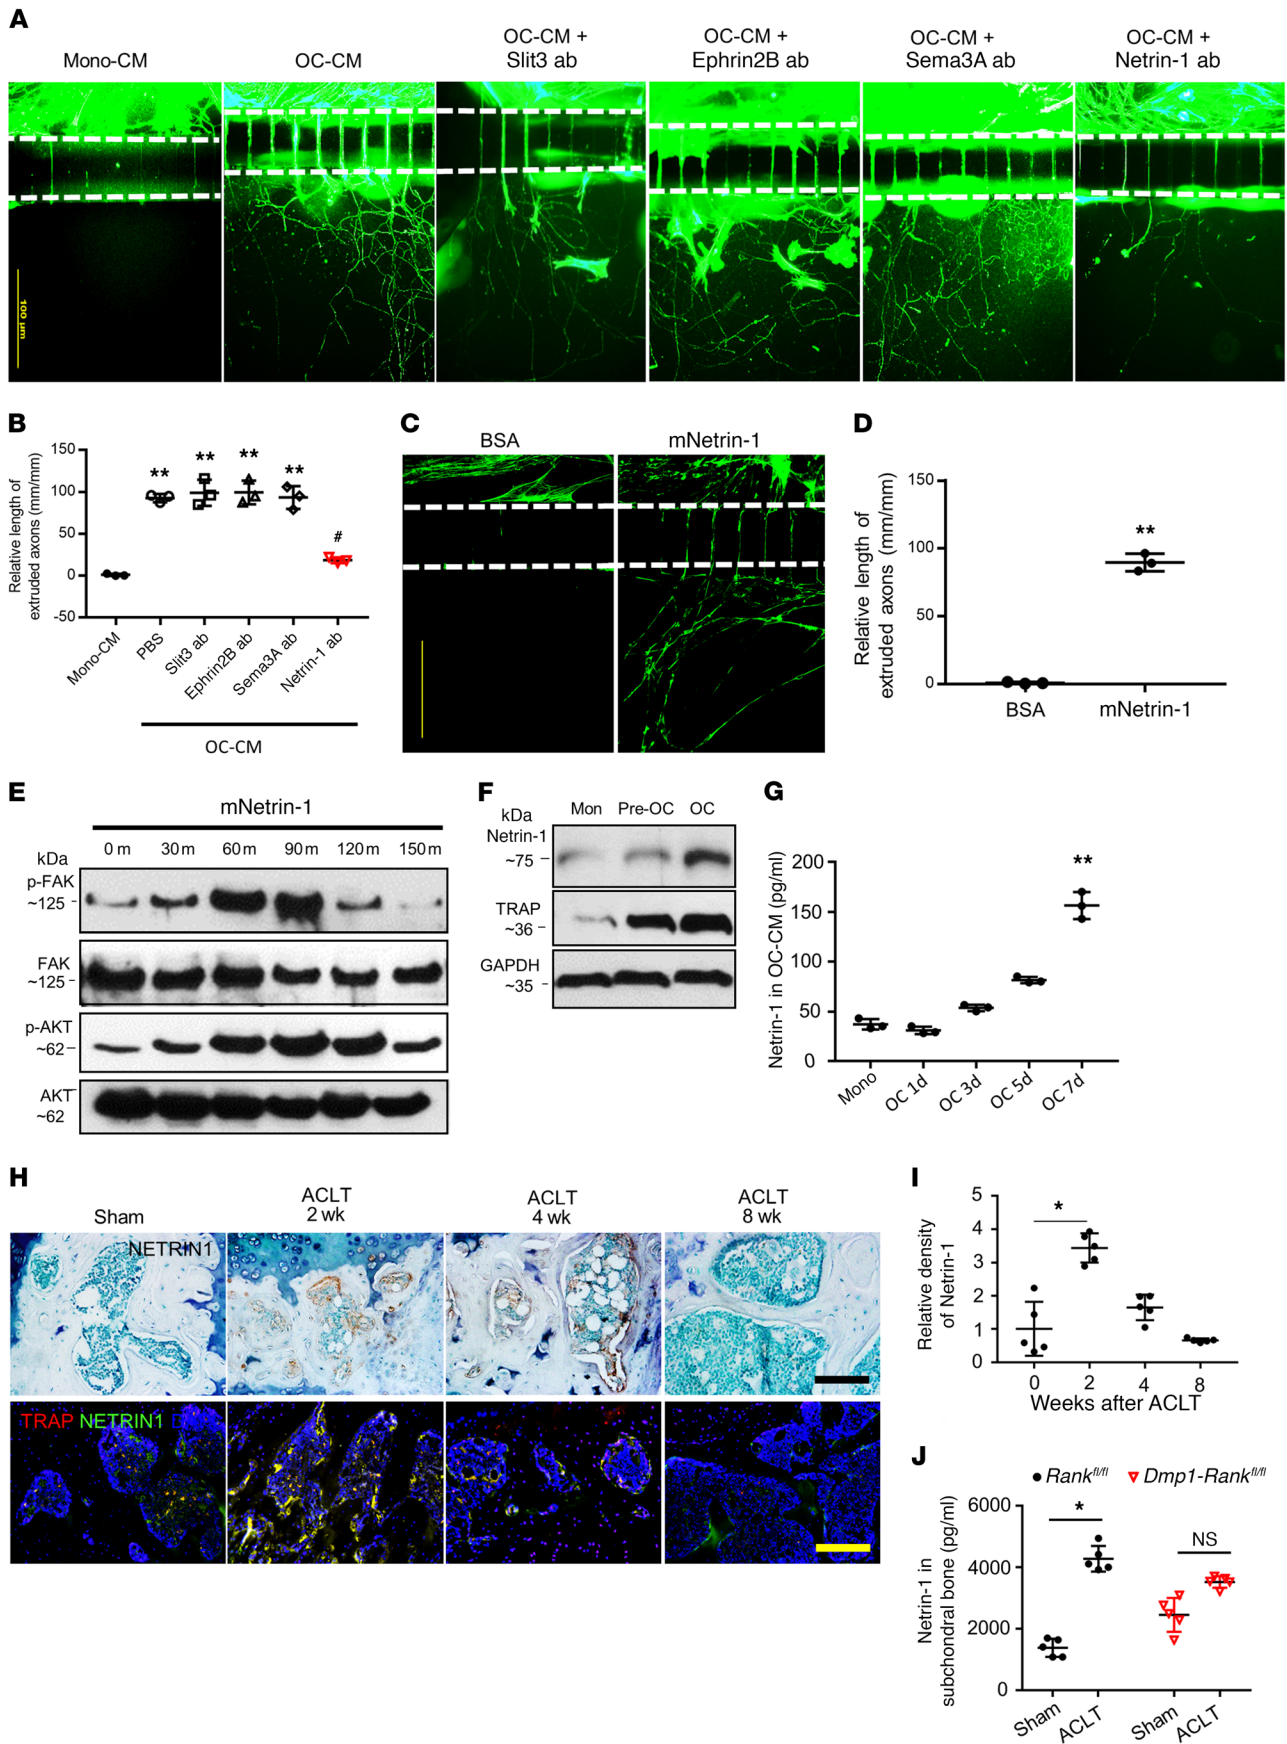 A
Mono-CM
OC-CM
OC-CM +
Slit3 ab
OC-CM +
Ephrin2B ab
OC-CM +
Sema3A ab
OC-CM +
Netrin-1 ab
100 μm
B
Relative length of
extruded axons (mm/mm)
150
100
50
0
-50
**
**
**
**
#
Mono-CM
PBS
Slit3 ab
Ephrin2B ab
Sema3A ab
Netrin-1 ab
OC-CM
C
BSA
mNetrin-1
D
Relative length of
extruded axons (mm/mm)
150
100
50
0
**
BSA
mNetrin-1
E
mNetrin-1
kDa
0 m
30 m
60 m
90 m
120 m
150 m
p-FAK
~125
FAK
~125
p-AKT
~62
AKT
~62
F
kDa
Mon
Pre-OC
OC
Netrin-1
~75
TRAP
~36
GAPDH
~35
G
Netrin-1 in OC-CM (pg/ml)
200
150
100
50
0
**
Mono
OC 1d
OC 3d
OC 5d
OC 7d
H
Sham
ACLT
2 wk
ACLT
4 wk
ACLT
8 wk
NETRIN1
TRAP NETRIN1 D
I
Relative density
of Netrin-1
5
4
3
2
1
0
*
0
2
4
8
Weeks after ACLT
J
Rankfl/fl
Dmp1-Rankfl/fl
Netrin-1 in
subchondral bone (pg/ml)
6000
4000
2000
0
*
NS
Sham
ACLT
Sham
ACLT